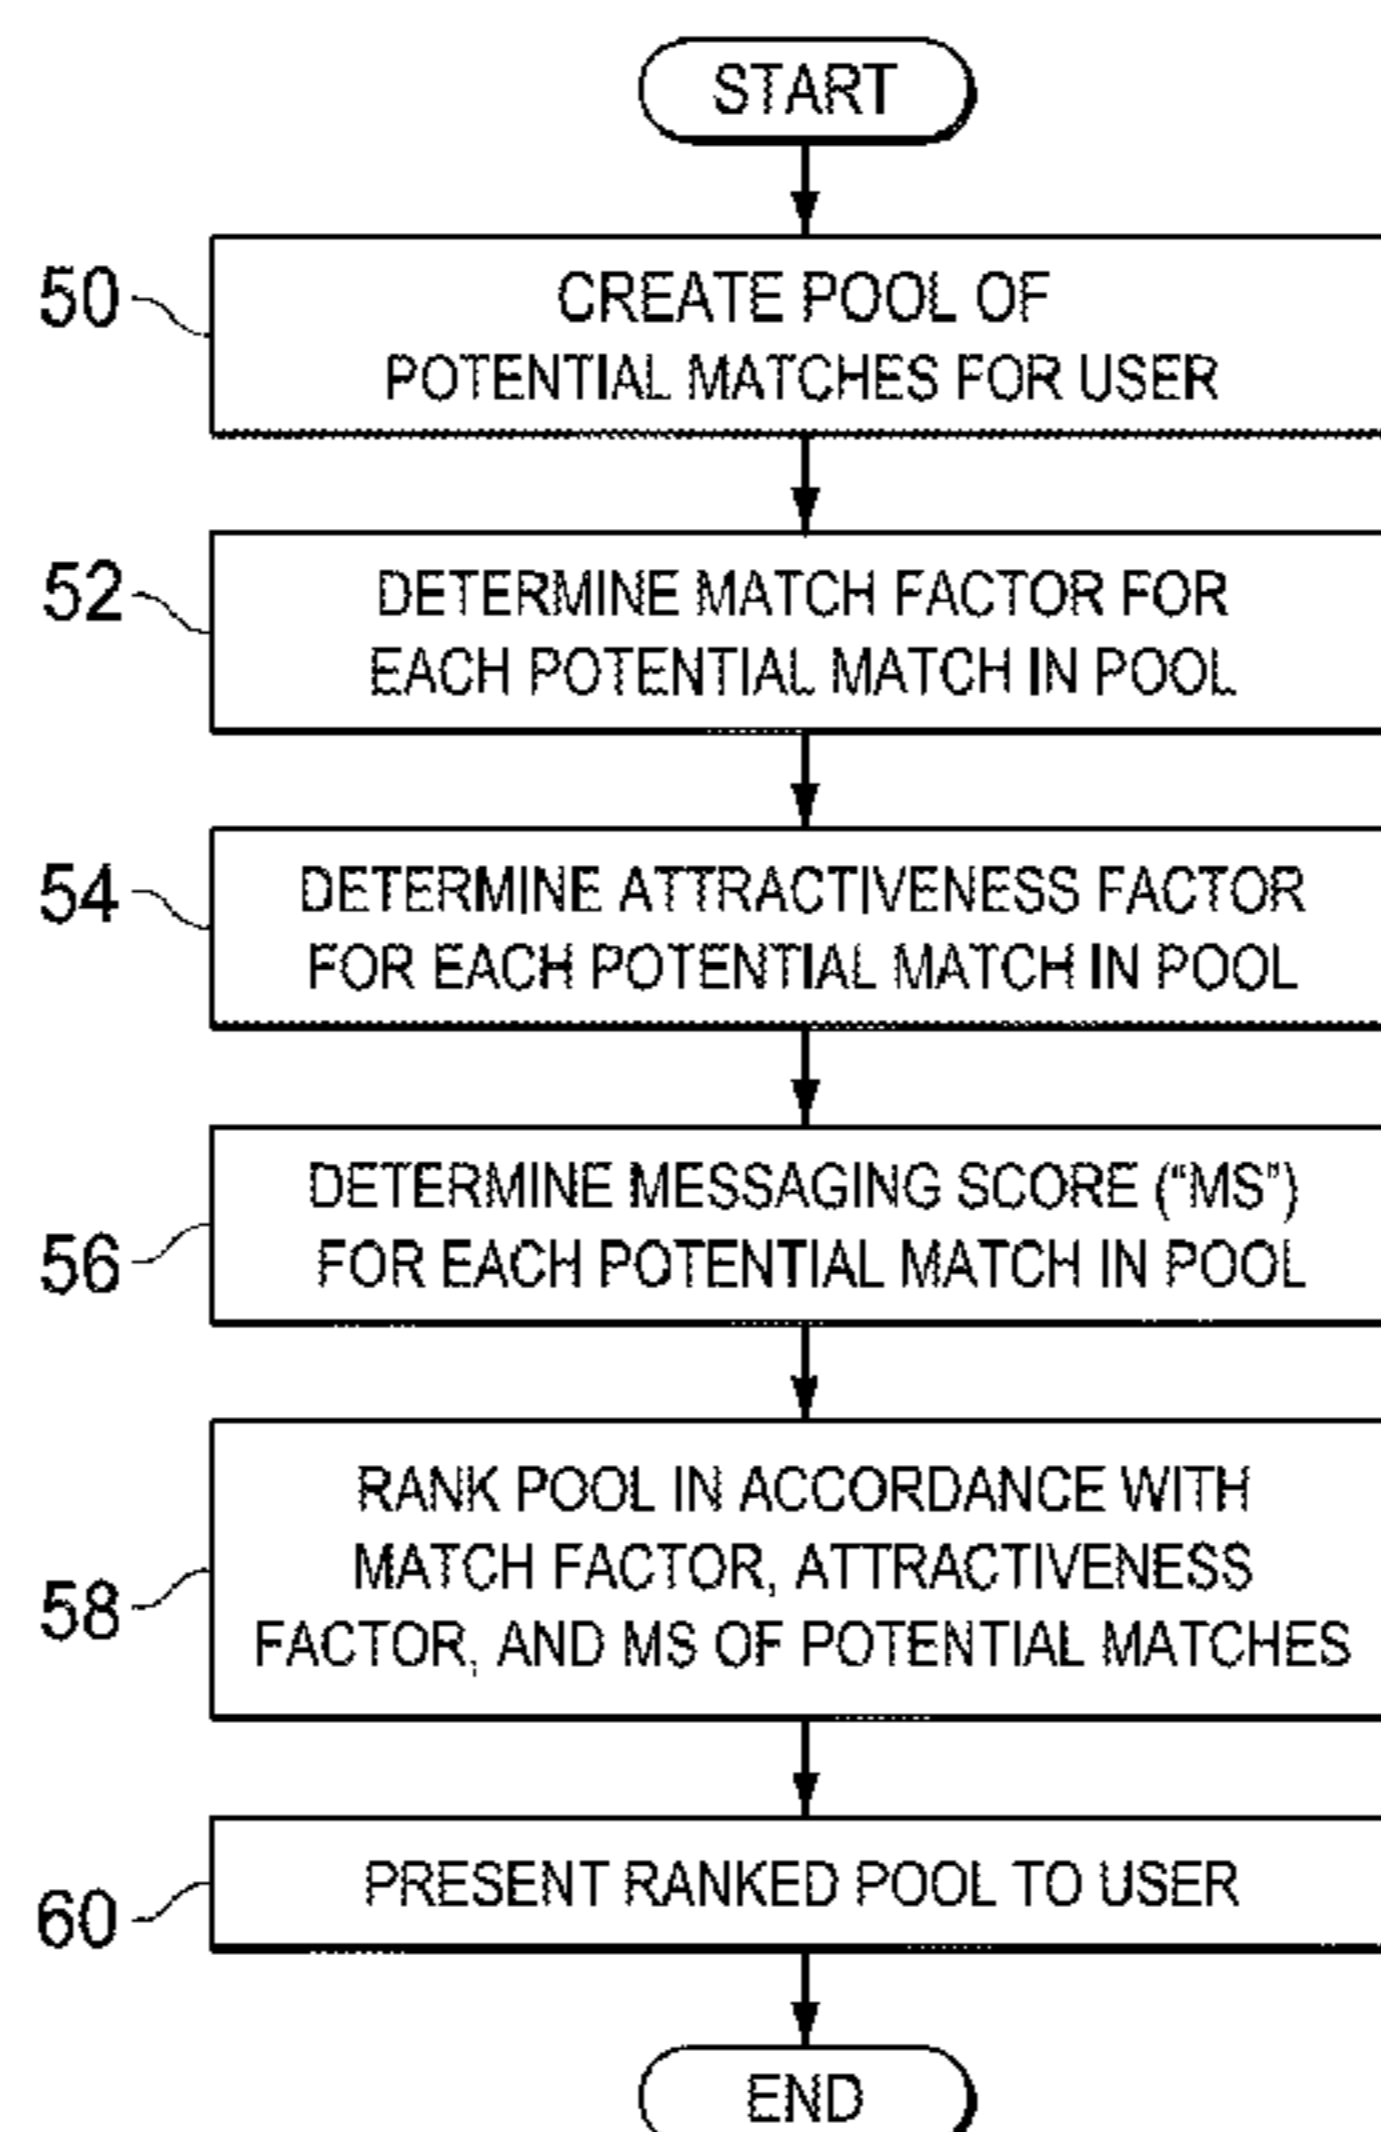 START
50
CREATE POOL OF
POTENTIAL MATCHES FOR USER
52
DETERMINE MATCH FACTOR FOR
EACH POTENTIAL MATCH IN POOL
54
DETERMINE ATTRACTIVENESS FACTOR
FOR EACH POTENTIAL MATCH IN POOL
56
DETERMINE MESSAGING SCORE (“MS”)
FOR EACH POTENTIAL MATCH IN POOL
58
RANK POOL IN ACCORDANCE WITH
MATCH FACTOR, ATTRACTIVENESS
FACTOR, AND MS OF POTENTIAL MATCHES
60
PRESENT RANKED POOL TO USER
END